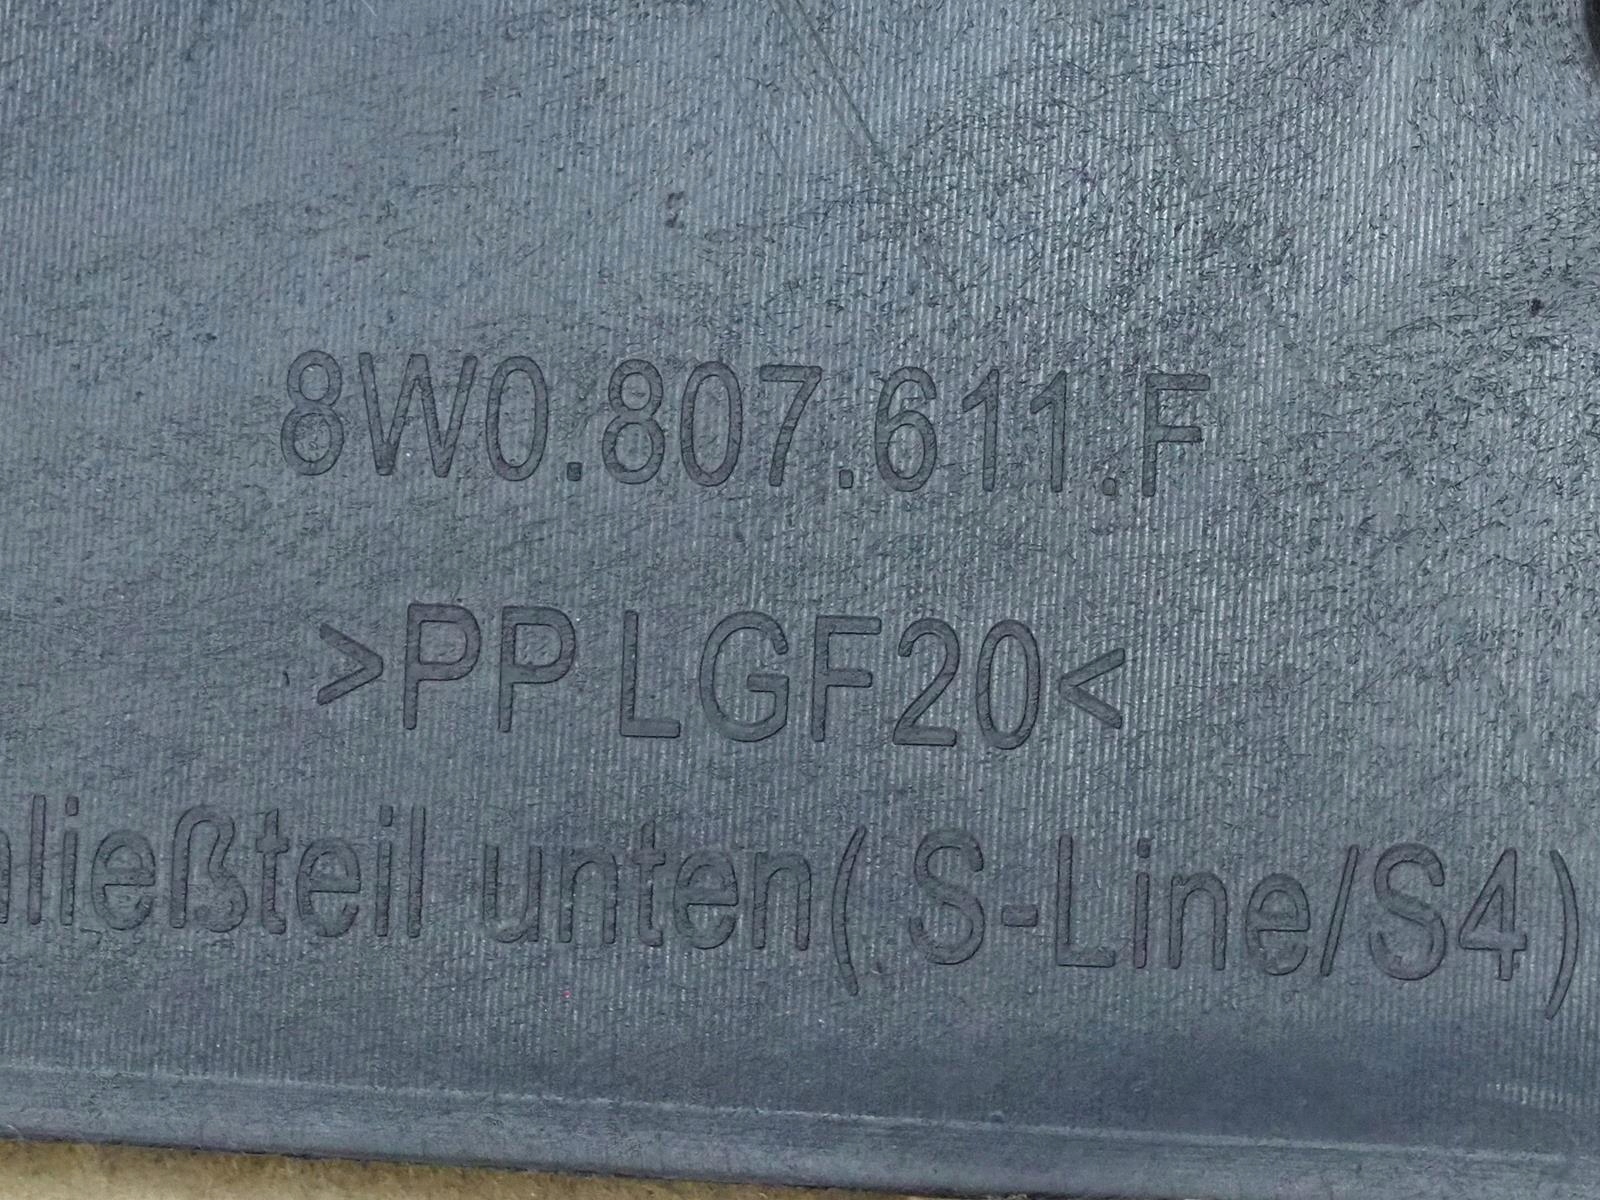 8W0.807.611.F
>PP LGF20<
unten( S-Line/S4)